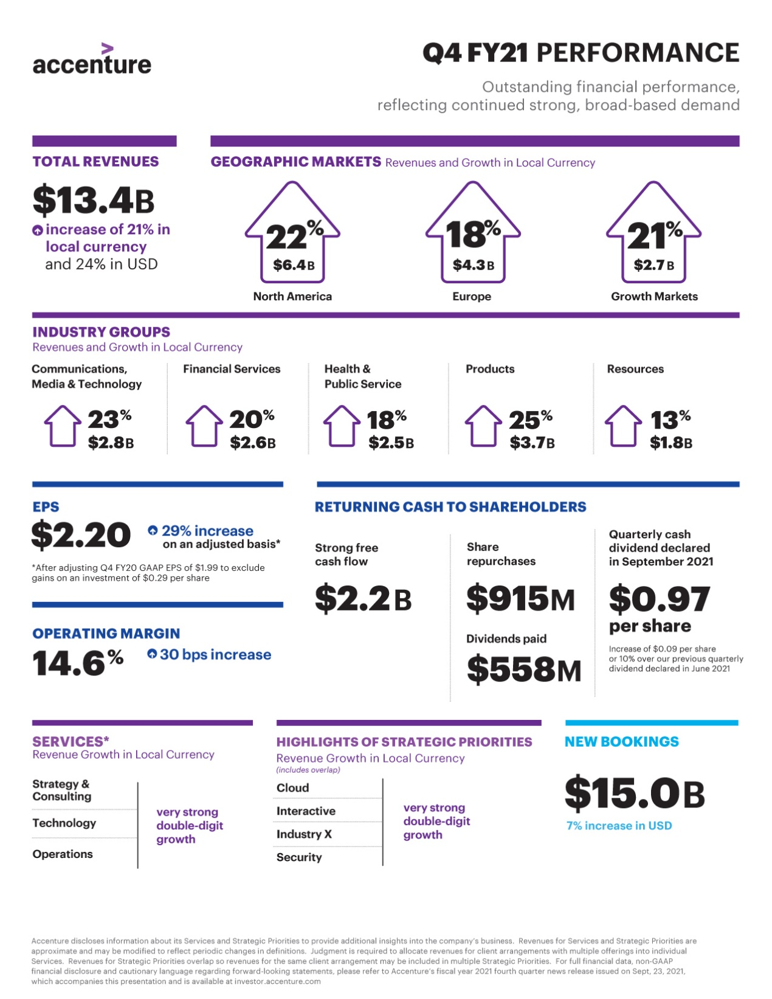 accenture
Q4 FY21 PERFORMANCE
Outstanding financial performance,
reflecting continued strong, broad-based demand
TOTAL REVENUES
$13.4B
increase of 21% in
local currency
and 24% in USD
GEOGRAPHIC MARKETS Revenues and Growth in Local Currency
22%
$6.4B
North America
18%
$4.3B
Europe
21%
$2.7B
Growth Markets
INDUSTRY GROUPS
Revenues and Growth in Local Currency
Communications,
Media & Technology
23%
$2.8B
Financial Services
20%
$2.6B
Health &
Public Service
18%
$2.5B
Products
25%
$3.7B
Resources
13%
$1.8B
EPS
$2.20
29% increase
on an adjusted basis*
*After adjusting Q4 FY20 GAAP EPS of $1.99 to exclude
gains on an investment of $0.29 per share
OPERATING MARGIN
14.6%
30 bps increase
RETURNING CASH TO SHAREHOLDERS
Strong free
cash flow
$2.2B
Share
repurchases
$915M
Dividends paid
$558M
Quarterly cash
dividend declared
in September 2021
$0.97
per share
Increase of $0.09 per share
or 10% over our previous quarterly
dividend declared in June 2021
SERVICES*
Revenue Growth in Local Currency
Strategy &
Consulting
Technology
Operations
very strong
double-digit
growth
HIGHLIGHTS OF STRATEGIC PRIORITIES
Revenue Growth in Local Currency
(includes overlap)
Cloud
Interactive
Industry X
Security
very strong
double-digit
growth
NEW BOOKINGS
$15.0B
7% increase in USD
Accenture discloses information about its Services and Strategic Priorities to provide additional insights into the company's business. Revenues for Services and Strategic Priorities are
approximate and may be modified to reflect periodic changes in definitions. Judgment is required to allocate revenues for client arrangements with multiple offerings into individual
Services. Revenues for Strategic Priorities overlap so revenues for the same client arrangement may be included in multiple Strategic Priorities. For full financial data, non-GAAP
financial disclosure and cautionary language regarding forward-looking statements, please refer to Accenture's fiscal year 2021 fourth quarter news release issued on Sept, 23, 2021,
which accompanies this presentation and is available at investor.accenture.com